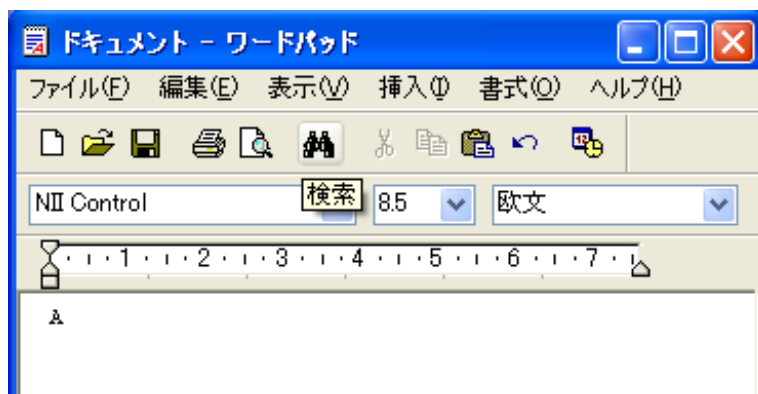 ドキュメント - ワードパッド
ファイル(F) 編集(E) 表示(V) 挿入(I) 書式(O) ヘルプ(H)
12
NII Control 検索 8.5 欧文
1 2 3 4 5 6 7
A